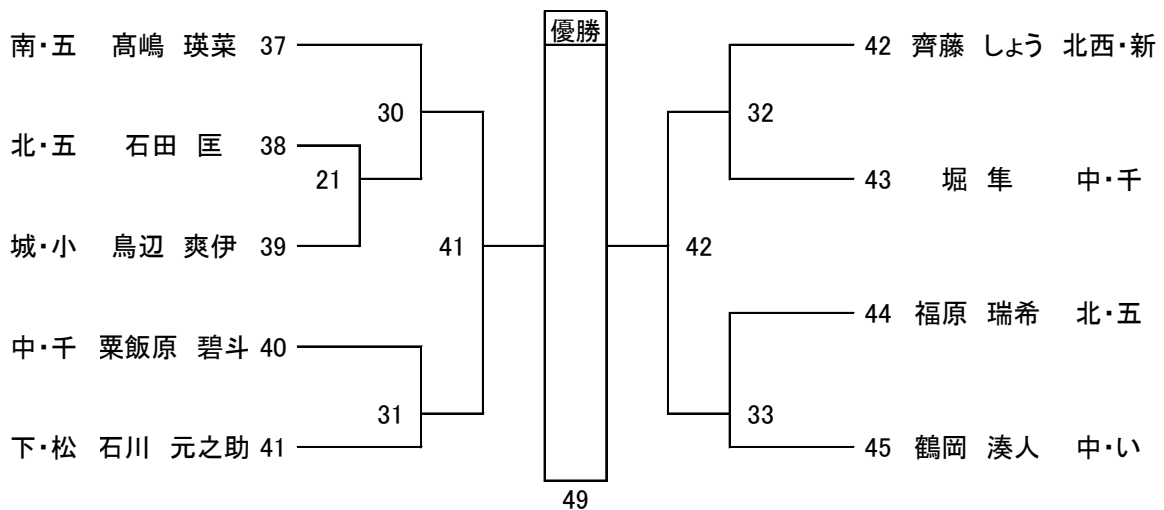 優勝
南・五 髙嶋 瑛菜 37
42 齊藤 しょう 北西・新
30
32
北・五 石田 匡 38
21
43 堀 隼 中・千
城・小 鳥辺 爽伊 39
41
42
44 福原 瑞希 北・五
中・千 粟飯原 碧斗 40
31
33
下・松 石川 元之助 41
45 鶴岡 湊人 中・い
49